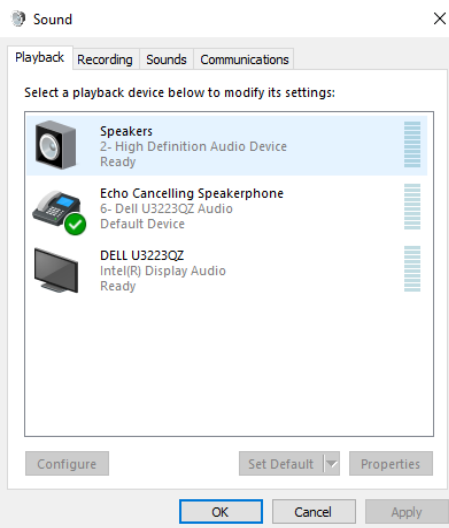 Sound
Playback Recording Sounds Communications
Select a playback device below to modify its settings:
Speakers
2- High Definition Audio Device
Ready
Echo Cancelling Speakerphone
6- Dell U3223QZ Audio
Default Device
DELL U3223QZ
Intel(R) Display Audio
Ready
Configure Set Default Properties
OK Cancel Apply